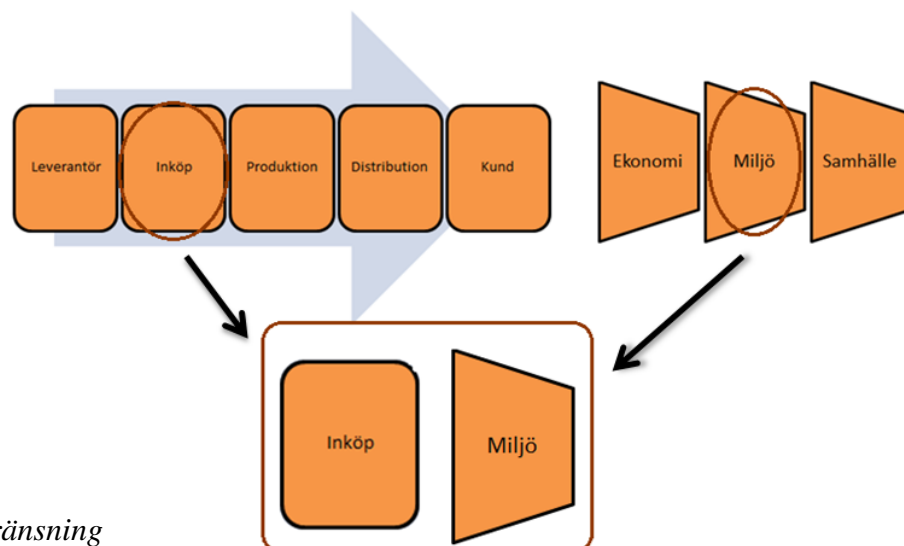 Leverantör
Inköp
Produktion
Distribution
Kund
Ekonomi
Miljö
Samhälle
Inköp
Miljö
ränsning